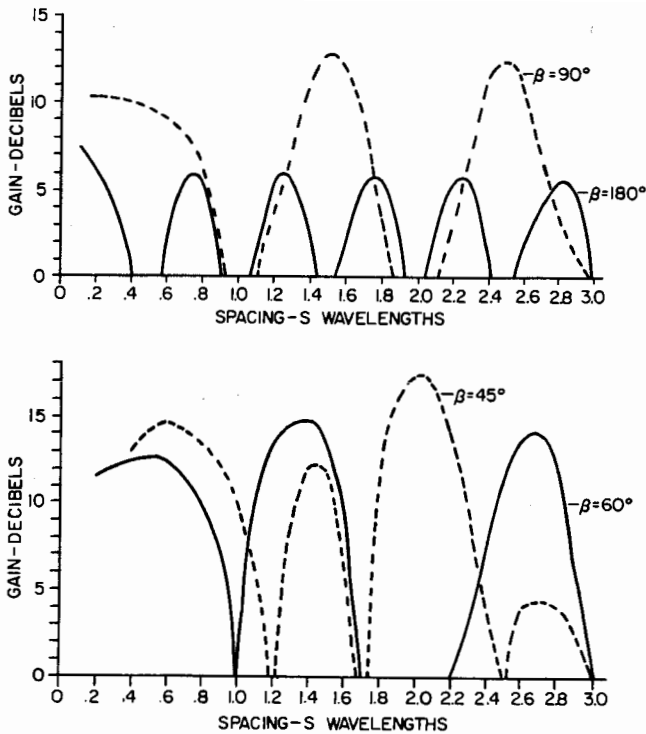 15
10
5
0
GAIN-DECIBELS
β=90°
β=180°
0 .2 .4 .6 .8 1.0 1.2 1.4 1.6 1.8 2.0 2.2 2.4 2.6 2.8 3.0
SPACING-S WAVELENGTHS
15
10
5
0
GAIN-DECIBELS
β=45°
β=60°
0 .2 .4 .6 .8 1.0 1.2 1.4 1.6 1.8 2.0 2.2 2.4 2.6 2.8 3.0
SPACING-S WAVELENGTHS